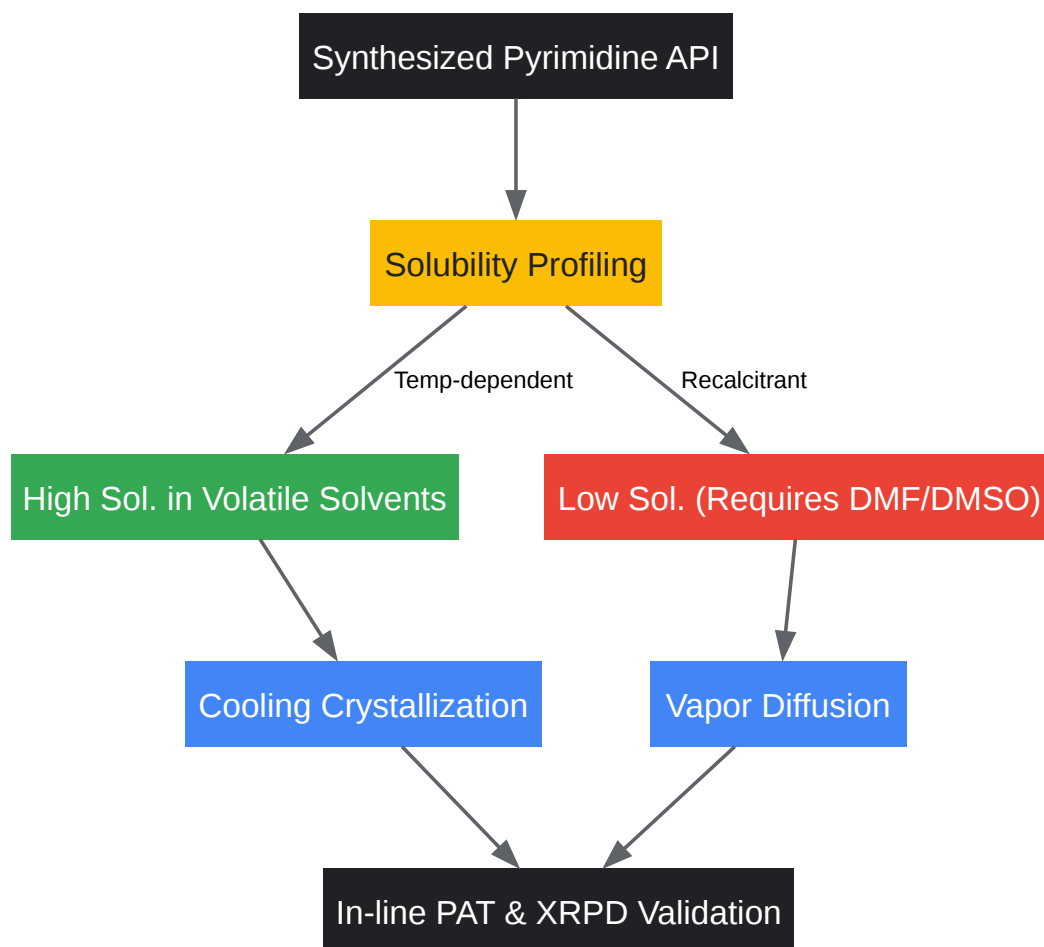 Synthesized Pyrimidine API
Solubility Profiling
Temp-dependent
Recalcitrant
High Sol. in Volatile Solvents
Low Sol. (Requires DMF/DMSO)
Cooling Crystallization
Vapor Diffusion
In-line PAT & XRPD Validation